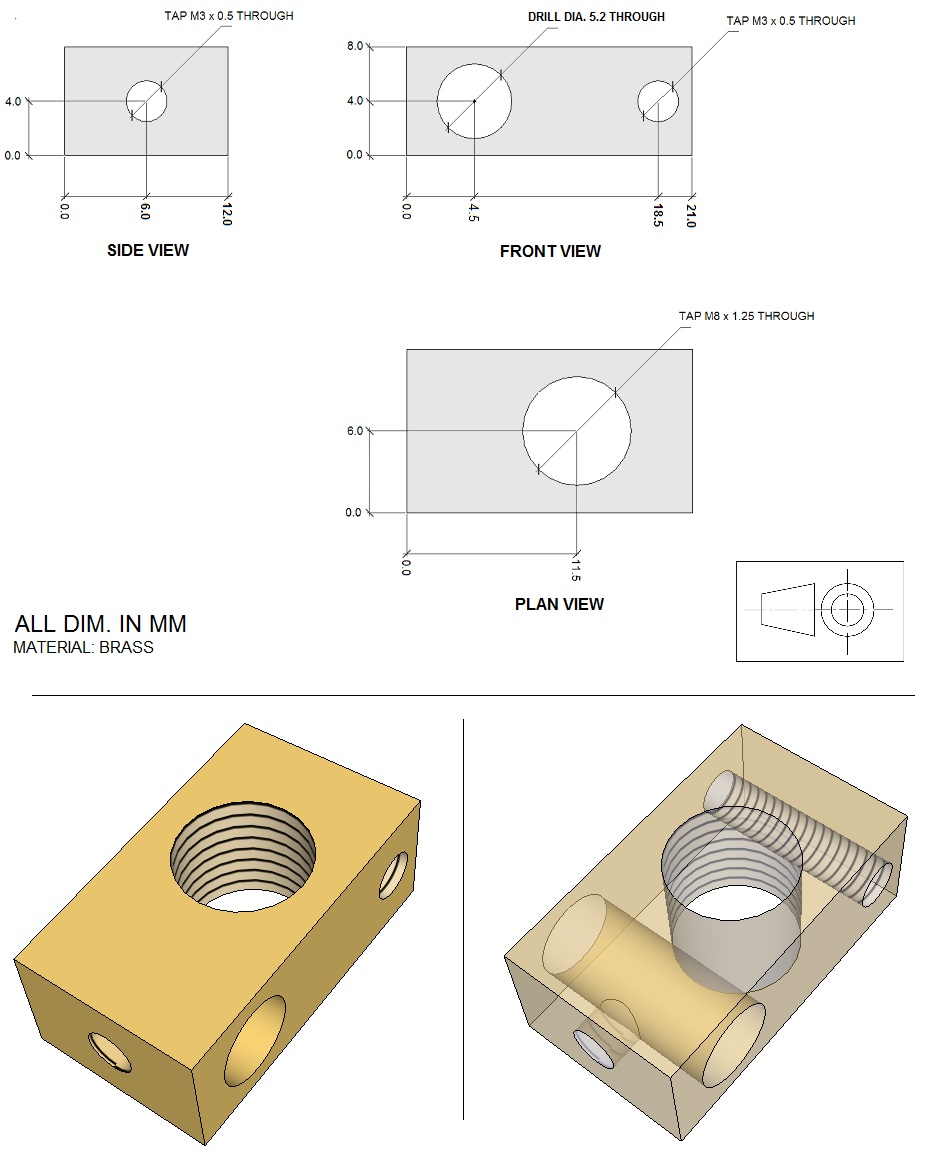 TAP M3 x 0.5 THROUGH
4.0
0.0
0.0
6.0
12.0
SIDE VIEW
DRILL DIA. 5.2 THROUGH
TAP M3 x 0.5 THROUGH
8.0
4.0
0.0
0.0
4.5
18.5
21.0
FRONT VIEW
TAP M8 x 1.25 THROUGH
6.0
0.0
0.0
11.5
PLAN VIEW
ALL DIM. IN MM
MATERIAL: BRASS